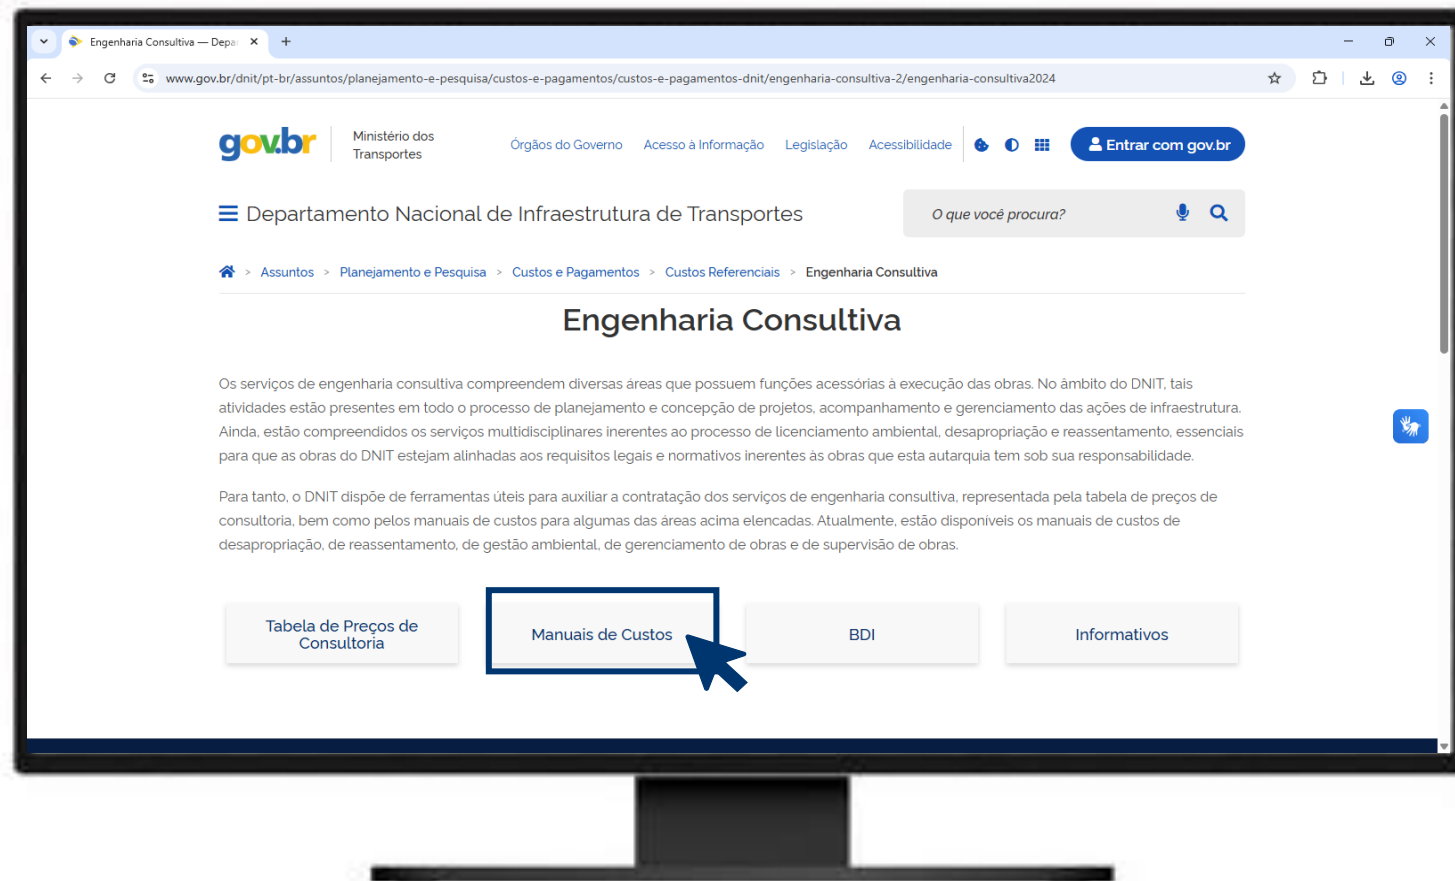 Engenharia Consultiva — Depar
www.gov.br/dnit/pt-br/assuntos/planejamento-e-pesquisa/custos-e-pagamentos/custos-e-pagamentos-dnit/engenharia-consultiva-2/engenharia-consultiva2024
gov.br
Ministério dos
Transportes
Órgãos do Governo Acesso à Informação Legislação Acessibilidade
Entrar com gov.br
Departamento Nacional de Infraestrutura de Transportes
O que você procura?
> Assuntos > Planejamento e Pesquisa > Custos e Pagamentos > Custos Referenciais > Engenharia Consultiva
Engenharia Consultiva
Os serviços de engenharia consultiva compreendem diversas áreas que possuem funções acessórias à execução das obras. No âmbito do DNIT, tais
atividades estão presentes em todo o processo de planejamento e concepção de projetos, acompanhamento e gerenciamento das ações de infraestrutura.
Ainda, estão compreendidos os serviços multidisciplinares inerentes ao processo de licenciamento ambiental, desapropriação e reassentamento, essenciais
para que as obras do DNIT estejam alinhadas aos requisitos legais e normativos inerentes às obras que esta autarquia tem sob sua responsabilidade.
Para tanto, o DNIT dispõe de ferramentas úteis para auxiliar a contratação dos serviços de engenharia consultiva, representada pela tabela de preços de
consultoria, bem como pelos manuais de custos para algumas das áreas acima elencadas. Atualmente, estão disponíveis os manuais de custos de
desapropriação, de reassentamento, de gestão ambiental, de gerenciamento de obras e de supervisão de obras.
Tabela de Preços de
Consultoria
Manuais de Custos
BDI
Informativos